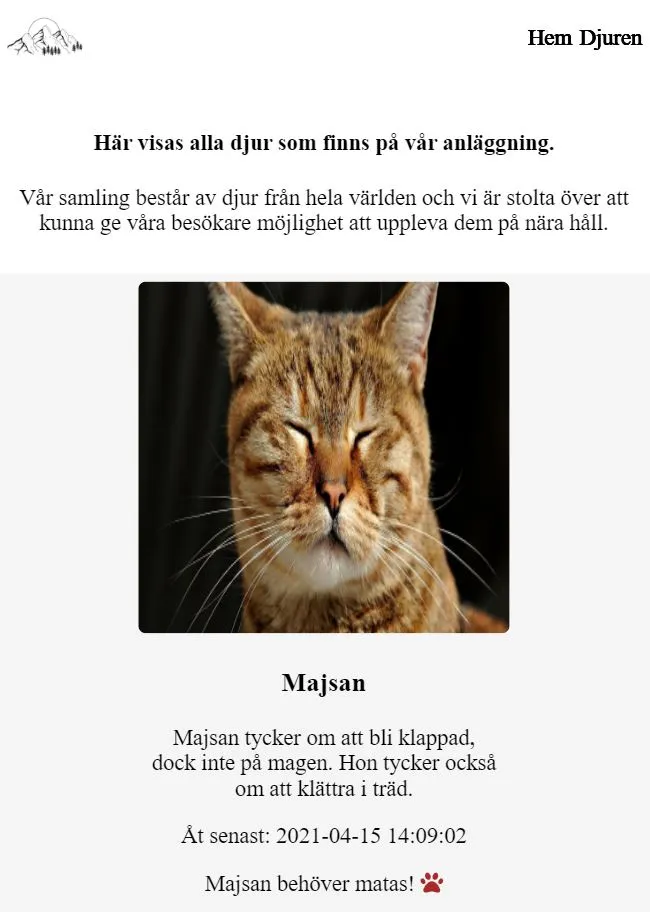 Hem Djuren
Här visas alla djur som finns på vår anläggning.
Vår samling består av djur från hela världen och vi är stolta över att
kunna ge våra besökare möjlighet att uppleva dem på nära håll.
Majsan
Majsan tycker om att bli klappad,
dock inte på magen. Hon tycker också
om att klättra i träd.
Åt senast: 2021-04-15 14:09:02
Majsan behöver matas!